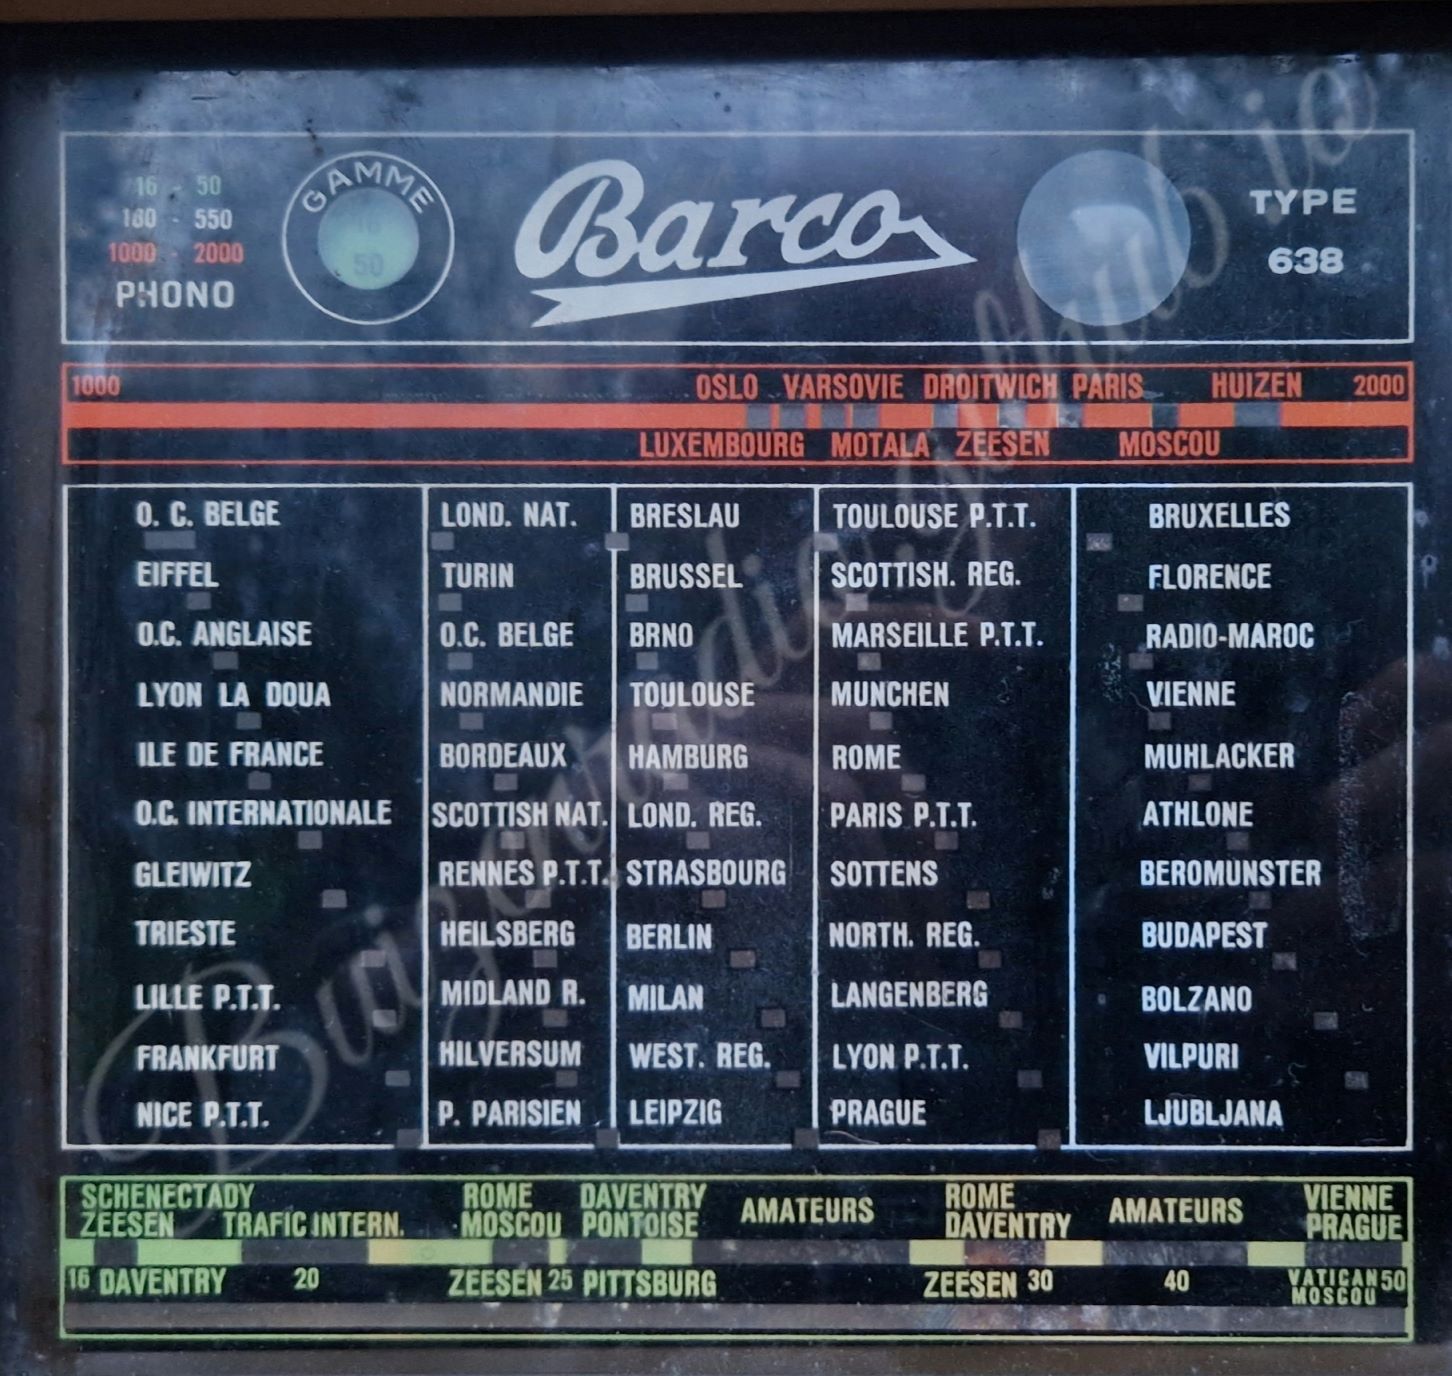 16 - 50
180 - 550
1000 - 2000
PHONO
GAMME
16
50
Barco
TYPE
638
1000 OSLO VARSOVIE DROITWICH PARIS HUIZEN 2000
LUXEMBOURG MOTALA ZEESEN MOSCOU
O. C. BELGE LOND. NAT. BRESLAU TOULOUSE P.T.T. BRUXELLES
EIFFEL TURIN BRUSSEL SCOTTISH. REG. FLORENCE
O.C. ANGLAISE O.C. BELGE BRNO MARSEILLE P.T.T. RADIO-MAROC
LYON LA DOUA NORMANDIE TOULOUSE MUNCHEN VIENNE
ILE DE FRANCE BORDEAUX HAMBURG ROME MUHLACKER
O.C. INTERNATIONALE SCOTTISH NAT. LOND. REG. PARIS P.T.T. ATHLONE
GLEIWITZ RENNES P.T.T. STRASBOURG SOTTENS BEROMUNSTER
TRIESTE HEILSBERG BERLIN NORTH. REG. BUDAPEST
LILLE P.T.T. MIDLAND R. MILAN LANGENBERG BOLZANO
FRANKFURT HILVERSUM WEST. REG. LYON P.T.T. VILPURI
NICE P.T.T. P. PARISIEN LEIPZIG PRAGUE LJUBLJANA
SCHENECTADY ROME DAVENTRY AMATEURS ROME AMATEURS VIENNE
ZEESEN TRAFIC INTERN. MOSCOU PONTOISE DAVENTRY PRAGUE
16 DAVENTRY 20 ZEESEN 25 PITTSBURG ZEESEN 30 40 VATICAN 50
MOSCOU
Buizenradio.github.io